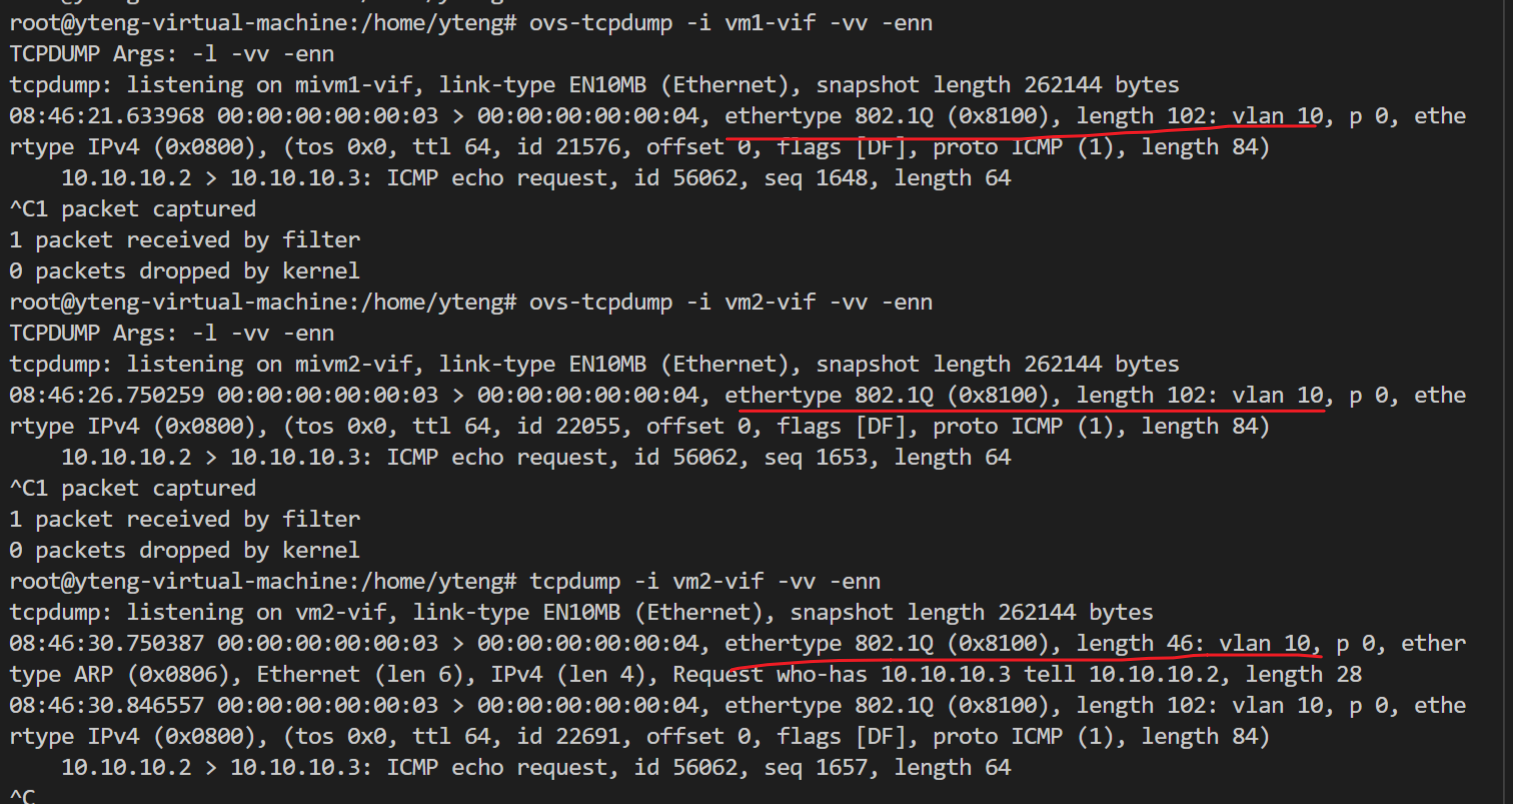 root@yteng-virtual-machine:/home/yteng# ovs-tcpdump -i vm1-vif -vv -enn
TCPDUMP Args: -l -vv -enn
tcpdump: listening on mivm1-vif, link-type EN10MB (Ethernet), snapshot length 262144 bytes
08:46:21.633968 00:00:00:00:00:03 > 00:00:00:00:00:04, ethertype 802.1Q (0x8100), length 102: vlan 10, p 0, ethe
rtype IPv4 (0x0800), (tos 0x0, ttl 64, id 21576, offset 0, flags [DF], proto ICMP (1), length 84)
    10.10.10.2 > 10.10.10.3: ICMP echo request, id 56062, seq 1648, length 64
^C1 packet captured
1 packet received by filter
0 packets dropped by kernel
root@yteng-virtual-machine:/home/yteng# ovs-tcpdump -i vm2-vif -vv -enn
TCPDUMP Args: -l -vv -enn
tcpdump: listening on mivm2-vif, link-type EN10MB (Ethernet), snapshot length 262144 bytes
08:46:26.750259 00:00:00:00:00:03 > 00:00:00:00:00:04, ethertype 802.1Q (0x8100), length 102: vlan 10, p 0, ethe
rtype IPv4 (0x0800), (tos 0x0, ttl 64, id 22055, offset 0, flags [DF], proto ICMP (1), length 84)
    10.10.10.2 > 10.10.10.3: ICMP echo request, id 56062, seq 1653, length 64
^C1 packet captured
1 packet received by filter
0 packets dropped by kernel
root@yteng-virtual-machine:/home/yteng# tcpdump -i vm2-vif -vv -enn
tcpdump: listening on vm2-vif, link-type EN10MB (Ethernet), snapshot length 262144 bytes
08:46:30.750387 00:00:00:00:00:03 > 00:00:00:00:00:04, ethertype 802.1Q (0x8100), length 46: vlan 10, p 0, ether
type ARP (0x0806), Ethernet (len 6), IPv4 (len 4), Request who-has 10.10.10.3 tell 10.10.10.2, length 28
08:46:30.846557 00:00:00:00:00:03 > 00:00:00:00:00:04, ethertype 802.1Q (0x8100), length 102: vlan 10, p 0, ethe
rtype IPv4 (0x0800), (tos 0x0, ttl 64, id 22691, offset 0, flags [DF], proto ICMP (1), length 84)
    10.10.10.2 > 10.10.10.3: ICMP echo request, id 56062, seq 1657, length 64
^C